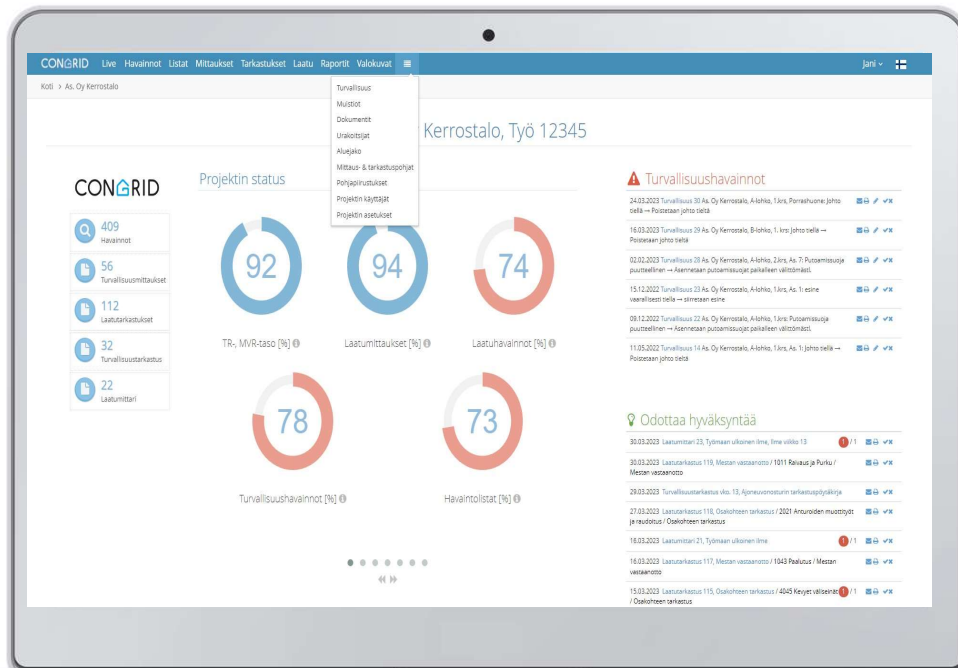 CONGRID Live Havainnot Listat Mittaukset Tarkastukset Laatu Raportit Valokuvat Jani
Koti > As. Oy Kerrostalo
Turvallisuus
Muistiot
Dokumentit
Urakoitsijat
Aluejako
Mittaus- & tarkastuspohjat
Pohjapiirustukset
Projektin käyttäjät
Projektin asetukset
Kerrostalo, Työ 12345
CONGRID
409
Havainnot
56
Turvallisuusmittaukset
112
Laatutarkastukset
32
Turvallisuustarkastus
22
Laatumittari
Projektin status
92
TR-, MVR-taso [%]
94
Laatumittaukset [%]
74
Laatuhavainnot [%]
78
Turvallisuushavainnot [%]
73
Havaintolistat [%]
Turvallisuushavainnot
24.03.2023 Turvallisuus 30 As. Oy Kerrostalo, A-lohko, 1.krs, Porrashuone: Johto
tiellä → Poistetaan johto tieltä
16.03.2023 Turvallisuus 29 As. Oy Kerrostalo, B-lohko, 1. krs: Johto tiellä →
Poistetaan johto tieltä
02.02.2023 Turvallisuus 28 As. Oy Kerrostalo, A-lohko, 2.krs, As. 7: Putoamissuoja
puutteellinen → Asennetaan putoamissuojat paikalleen välittömästi.
15.12.2022 Turvallisuus 23 As. Oy Kerrostalo, A-lohko, 1.krs, As. 1: esine
vaarallisesti tiellä → siirretaan esine
09.12.2022 Turvallisuus 22 As. Oy Kerrostalo, A-lohko, 1.krs: Putoamissuoja
puutteellinen → Asennetaan putoamissuojat paikalleen välittömästi.
11.05.2022 Turvallisuus 14 As. Oy Kerrostalo, A-lohko, 1.krs, As. 1: Johto tiellä →
Poistetaan johto tieltä
Odottaa hyväksyntää
30.03.2023 Laatumittari 23, Työmaan ulkoinen ilme, Ilme viikko 13 1 / 1
30.03.2023 Laatutarkastus 119, Mestan vastaanotto / 1011 Raivaus ja Purku /
Mestan vastaanotto
29.03.2023 Turvallisuustarkastus vko. 13, Ajoneuvonosturin tarkastuspöytäkirja
27.03.2023 Laatutarkastus 118, Osakohteen tarkastus / 2021 Anturoiden muottityöt
ja raudoitus / Osakohteen tarkastus
16.03.2023 Laatumittari 21, Työmaan ulkoinen ilme 1 / 1
16.03.2023 Laatutarkastus 117, Mestan vastaanotto / 1043 Paalutus / Mestan
vastaanotto
15.03.2023 Laatutarkastus 115, Osakohteen tarkastus / 4045 Kevyet väliseinät 1 / 1
/ Osakohteen tarkastus